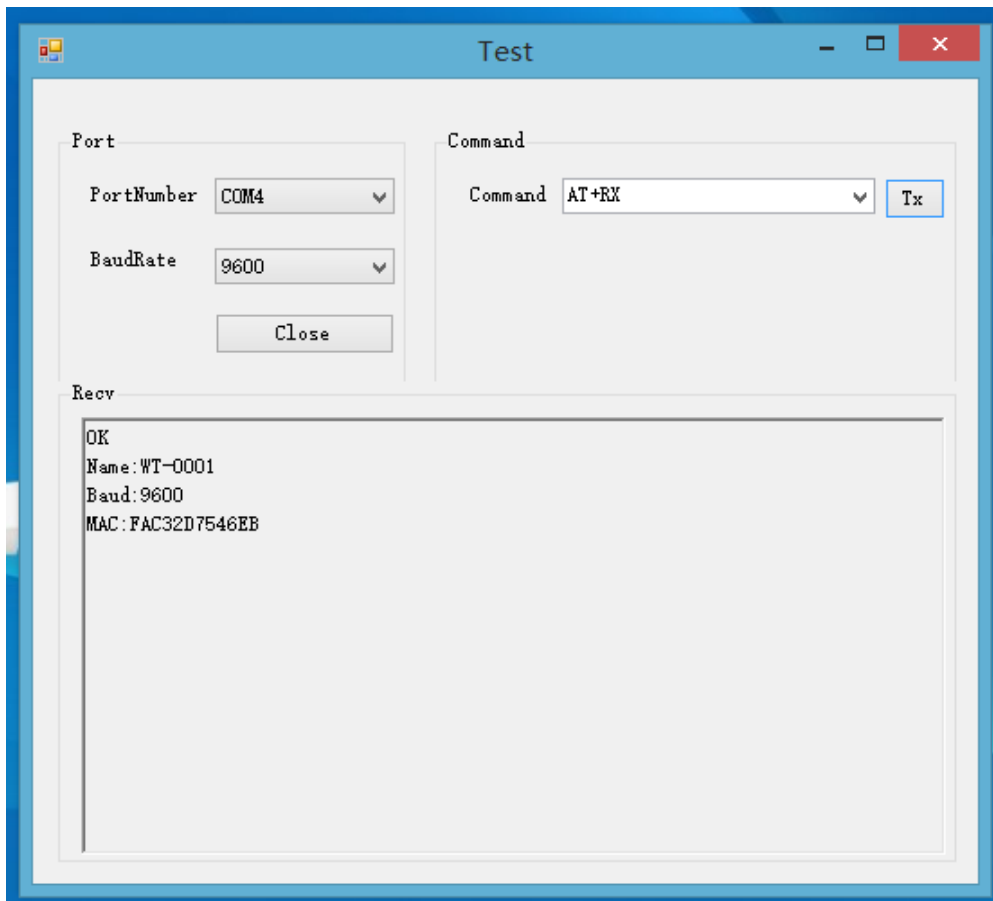 Test
Port
PortNumber COM4
BaudRate 9600
Close
Command
Command AT+RX Tx
Recv
OK
Name:WT-0001
Baud:9600
MAC:FAC32D7546EB